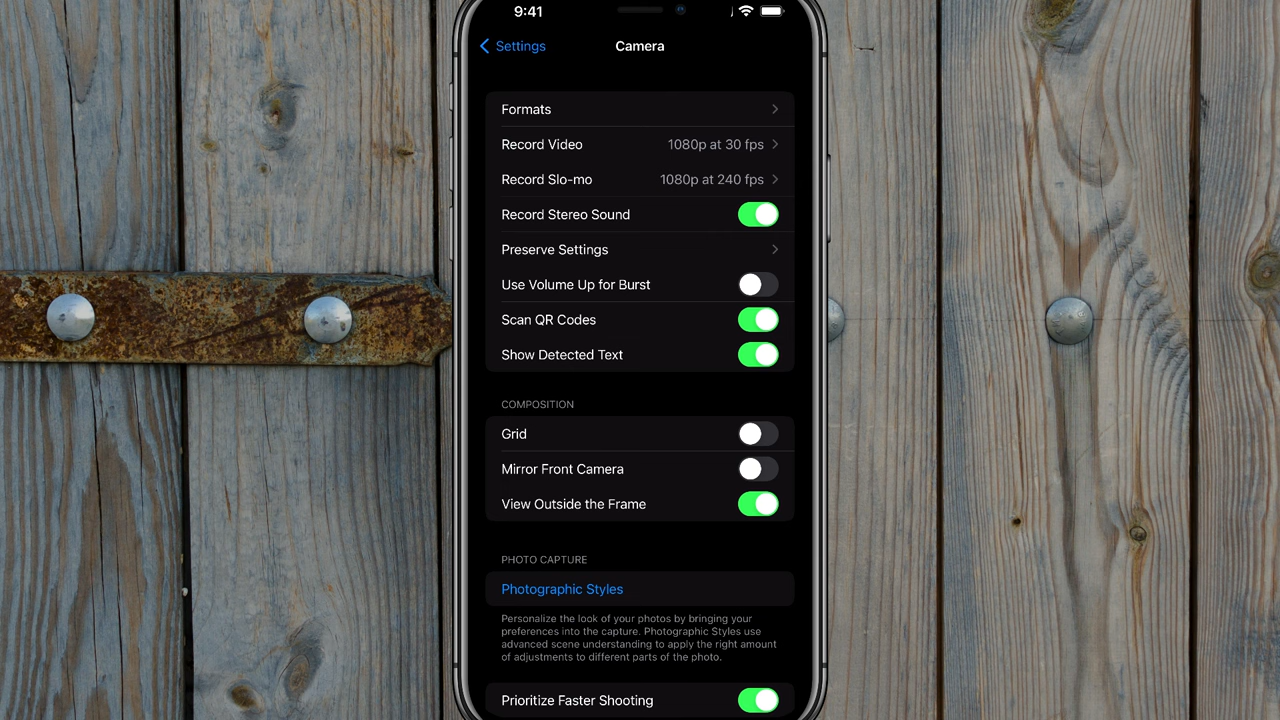 9:41
Settings
Camera
Formats
Record Video 1080p at 30 fps
Record Slo-mo 1080p at 240 fps
Record Stereo Sound
Preserve Settings
Use Volume Up for Burst
Scan QR Codes
Show Detected Text
COMPOSITION
Grid
Mirror Front Camera
View Outside the Frame
PHOTO CAPTURE
Photographic Styles
Personalize the look of your photos by bringing your
preferences into the capture. Photographic Styles use
advanced scene understanding to apply the right amount
of adjustments to different parts of the photo.
Prioritize Faster Shooting